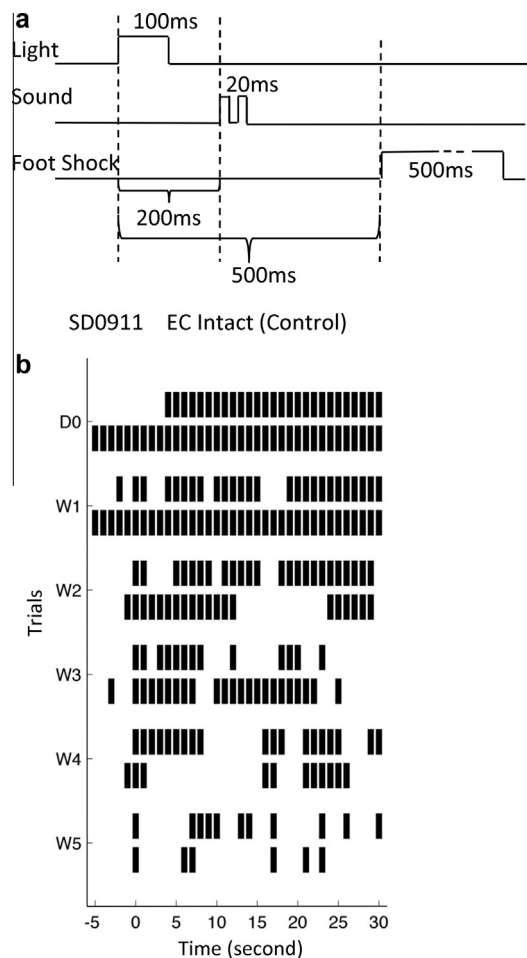 a
100ms
Light
Sound
20ms
Foot Shock
500ms
200ms
500ms
SD0911 EC Intact (Control)
b
D0
W1
W2
W3
W4
W5
Trials
-5 0 5 10 15 20 25 30
Time (second)